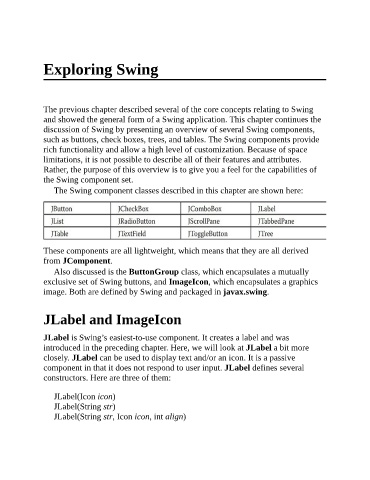 Exploring Swing
The previous chapter described several of the core concepts relating to Swing
and showed the general form of a Swing application. This chapter continues the
discussion of Swing by presenting an overview of several Swing components,
such as buttons, check boxes, trees, and tables. The Swing components provide
rich functionality and allow a high level of customization. Because of space
limitations, it is not possible to describe all of their features and attributes.
Rather, the purpose of this overview is to give you a feel for the capabilities of
the Swing component set.
The Swing component classes described in this chapter are shown here:
JButton JCheckBox JComboBox JLabel
JList JRadioButton JScrollPane JTabbedPane
JTable JTextField JToggleButton JTree
These components are all lightweight, which means that they are all derived
from JComponent.
Also discussed is the ButtonGroup class, which encapsulates a mutually
exclusive set of Swing buttons, and ImageIcon, which encapsulates a graphics
image. Both are defined by Swing and packaged in javax.swing.
JLabel and ImageIcon
JLabel is Swing’s easiest-to-use component. It creates a label and was
introduced in the preceding chapter. Here, we will look at JLabel a bit more
closely. JLabel can be used to display text and/or an icon. It is a passive
component in that it does not respond to user input. JLabel defines several
constructors. Here are three of them:
JLabel(Icon icon)
JLabel(String str)
JLabel(String str, Icon icon, int align)